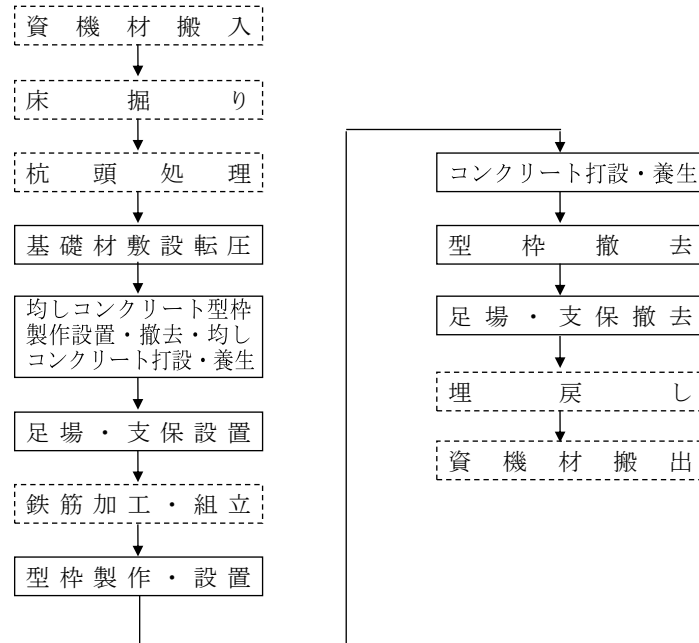 資機材搬入
床掘り
杭頭処理
基礎材敷設転圧
均しコンクリート型枠
製作設置・撤去・均し
コンクリート打設・養生
足場・支保設置
鉄筋加工・組立
型枠製作・設置
コンクリート打設・養生
型枠撤去
足場・支保撤去
埋戻し
資機材搬出